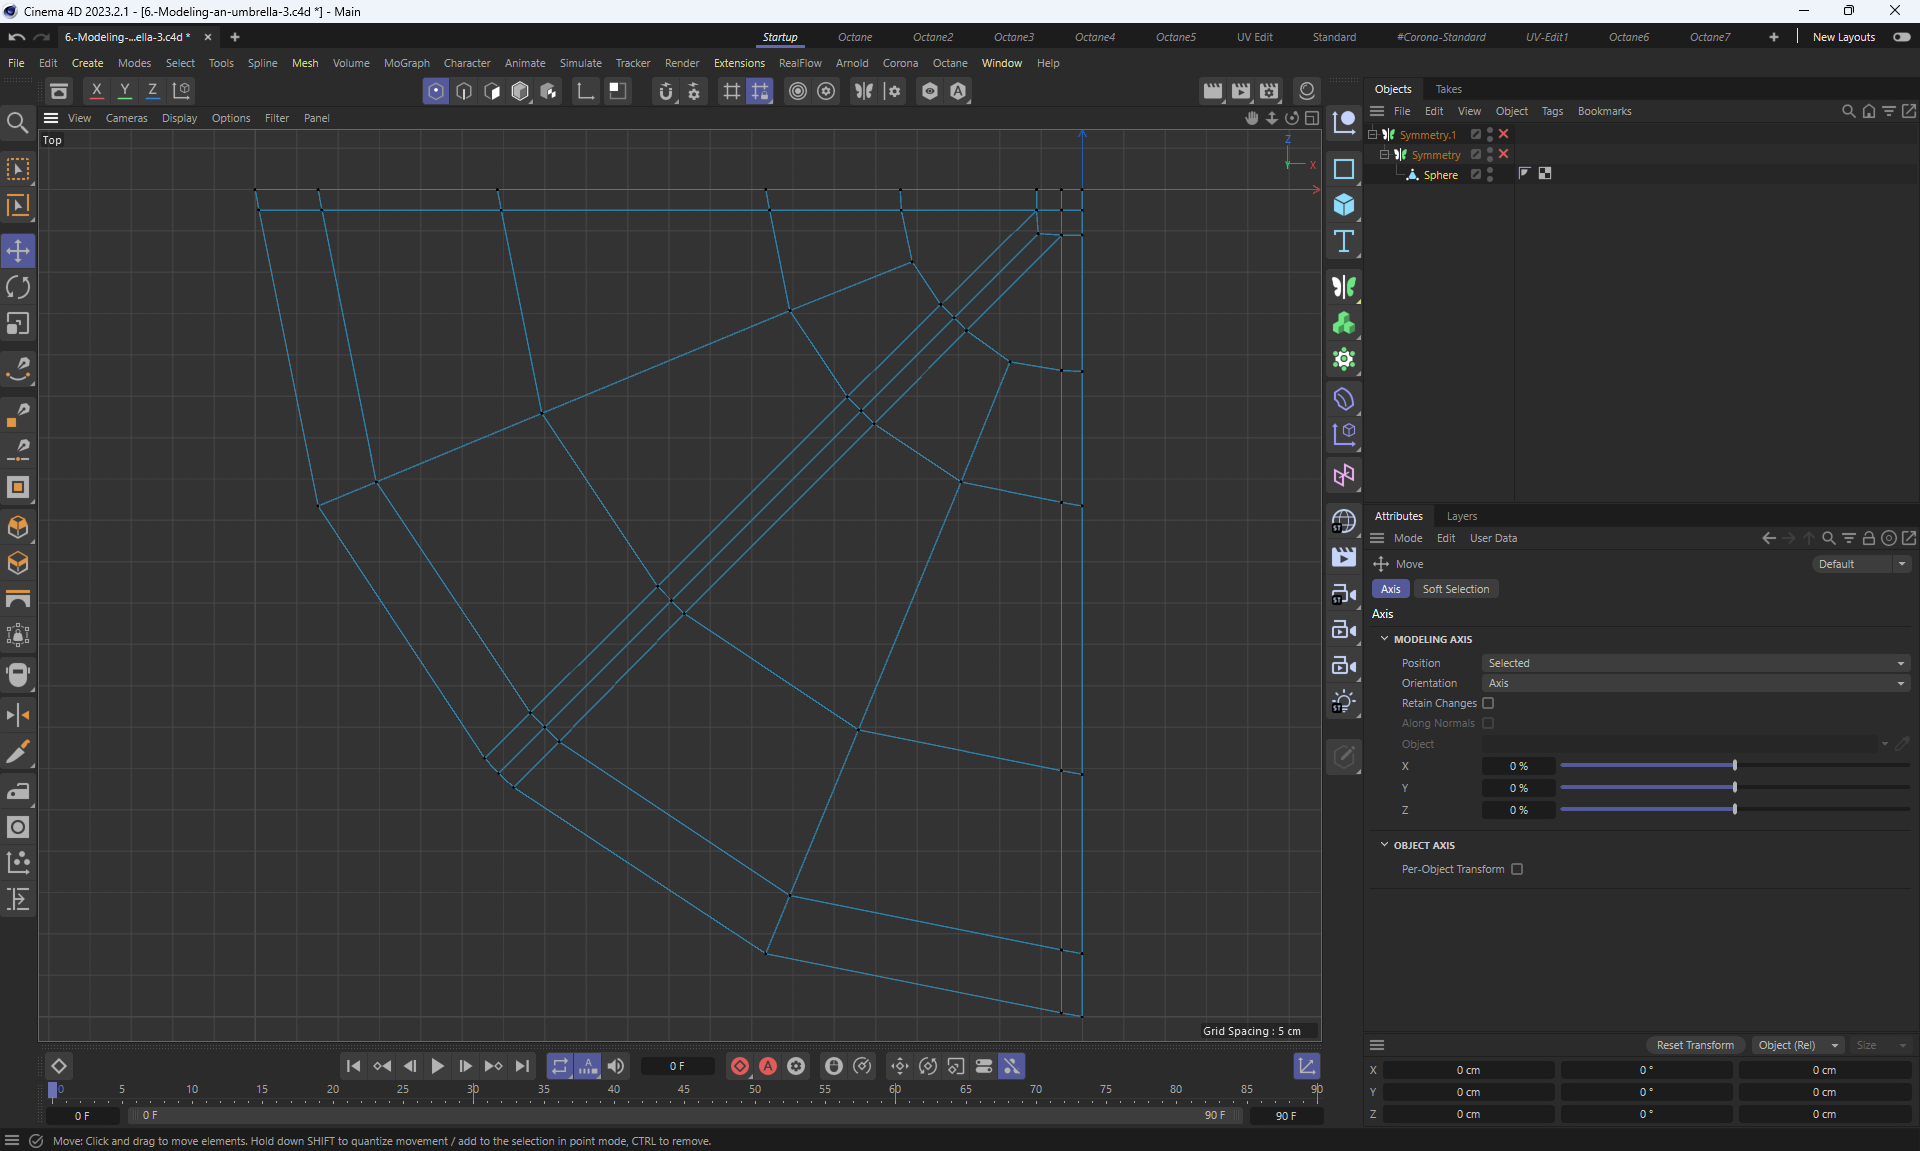 Cinema 4D 2023.2.1 - [6.-Modeling-an-umbrella-3.c4d *] - Main
6.-Modeling-...ella-3.c4d *
Startup Octane Octane2 Octane3 Octane4 Octane5 UV Edit Standard #Corona-Standard UV-Edit1 Octane6 Octane7 New Layouts
File Edit Create Modes Select Tools Spline Mesh Volume MoGraph Character Animate Simulate Tracker Render Extensions RealFlow Arnold Corona Octane Window Help
X Y Z
Objects Takes
File Edit View Object Tags Bookmarks
View Cameras Display Options Filter Panel
Top
Z
Y X
Symmetry.1
Symmetry
Sphere
Attributes Layers
Mode Edit User Data
Move Default
Axis Soft Selection
Axis
MODELING AXIS
Position Selected
Orientation Axis
Retain Changes
Along Normals
Object
X 0 %
Y 0 %
Z 0 %
OBJECT AXIS
Per-Object Transform
Grid Spacing : 5 cm
Reset Transform Object (Rel) Size
X 0 cm 0 ° 0 cm
Y 0 cm 0 ° 0 cm
Z 0 cm 0 ° 0 cm
0 F
0 5 10 15 20 25 30 35 40 45 50 55 60 65 70 75 80 85 90
0 F 0 F 90 F 90 F
Move: Click and drag to move elements. Hold down SHIFT to quantize movement / add to the selection in point mode, CTRL to remove.